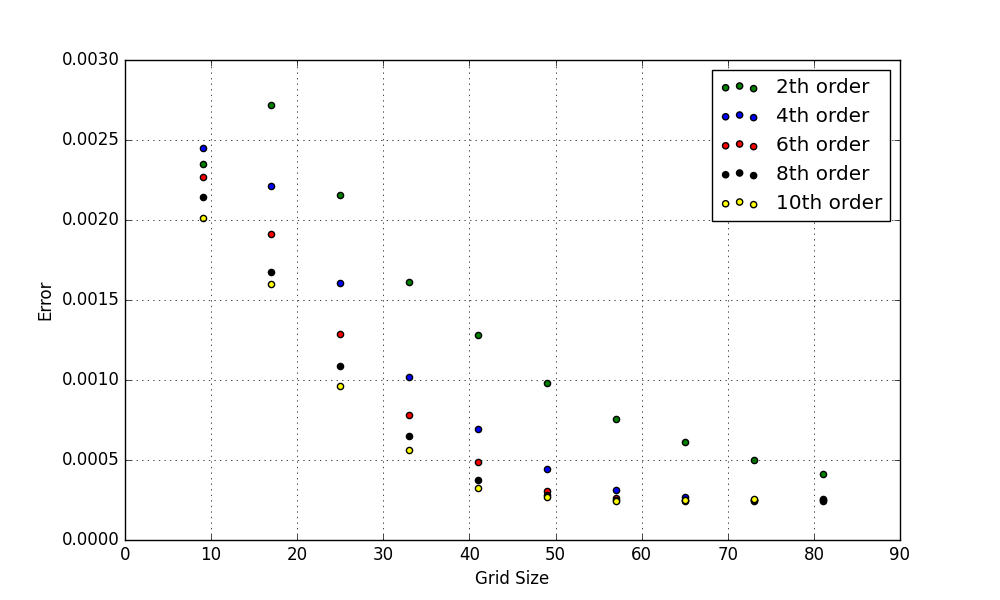 0.0030
0.0025
0.0020
0.0015
0.0010
0.0005
0.0000
Error
0 10 20 30 40 50 60 70 80 90
Grid Size
2th order
4th order
6th order
8th order
10th order